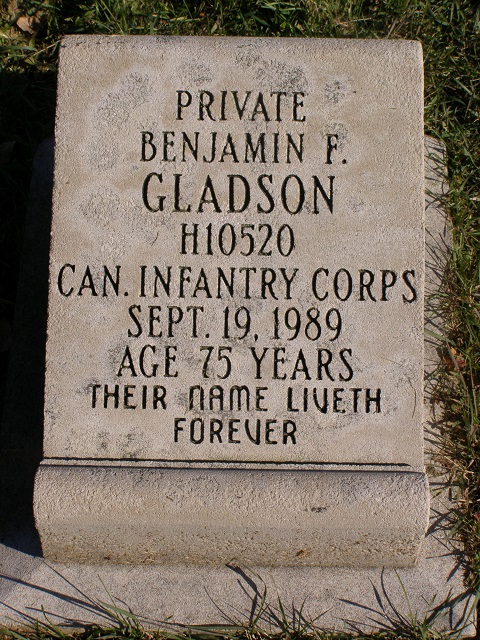 PRIVATE
BENJAMIN F.
GLADSON
H10520
CAN. INFANTRY CORPS
SEPT. 19, 1989
AGE 75 YEARS
THEIR NAME LIVETH
FOREVER